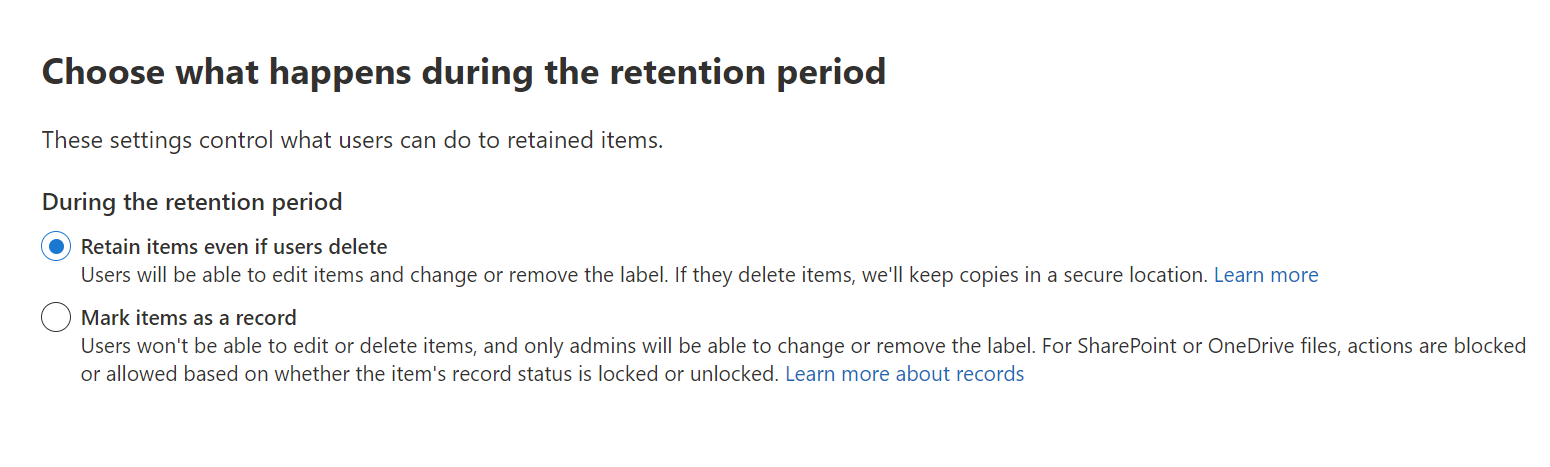 Choose what happens during the retention period
These settings control what users can do to retained items.
During the retention period
Retain items even if users delete
Users will be able to edit items and change or remove the label. If they delete items, we'll keep copies in a secure location. Learn more
Mark items as a record
Users won't be able to edit or delete items, and only admins will be able to change or remove the label. For SharePoint or OneDrive files, actions are blocked
or allowed based on whether the item's record status is locked or unlocked. Learn more about records